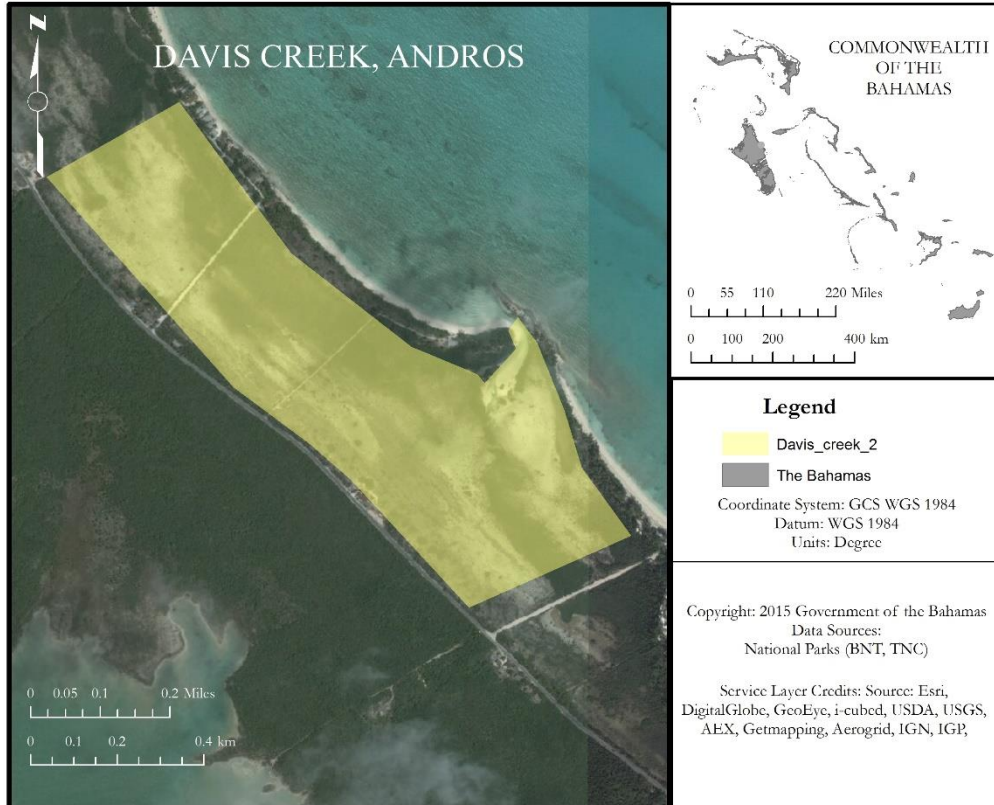 N
DAVIS CREEK, ANDROS
0 0.05 0.1 0.2 Miles
0 0.1 0.2 0.4 km
COMMONWEALTH
OF THE
BAHAMAS
0 55 110 220 Miles
0 100 200 400 km
Legend
Davis_creek_2
The Bahamas
Coordinate System: GCS WGS 1984
Datum: WGS 1984
Units: Degree
Copyright: 2015 Government of the Bahamas
Data Sources:
National Parks (BNT, TNC)
Service Layer Credits: Source: Esri,
DigitalGlobe, GeoEye, i-cubed, USDA, USGS,
AEX, Getmapping, Aerogrid, IGN, IGP,